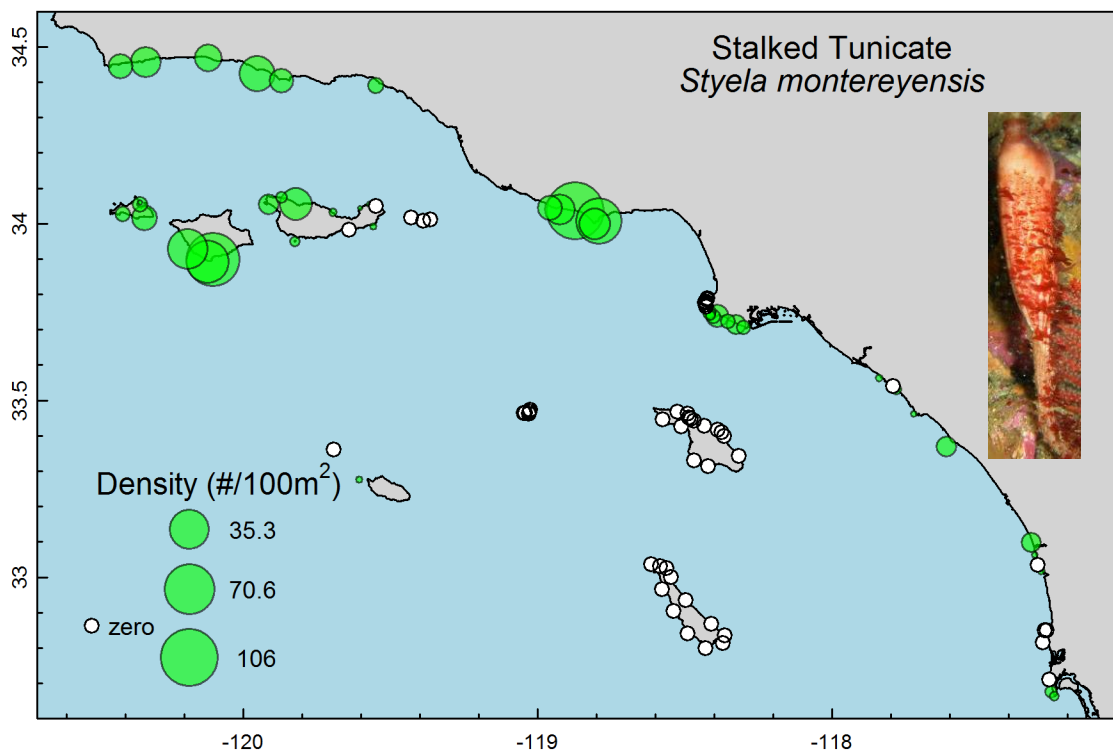 Stalked Tunicate
Styela montereyensis
34.5
34
33.5
33
Density (#/100m²)
35.3
70.6
zero
106
-120
-119
-118